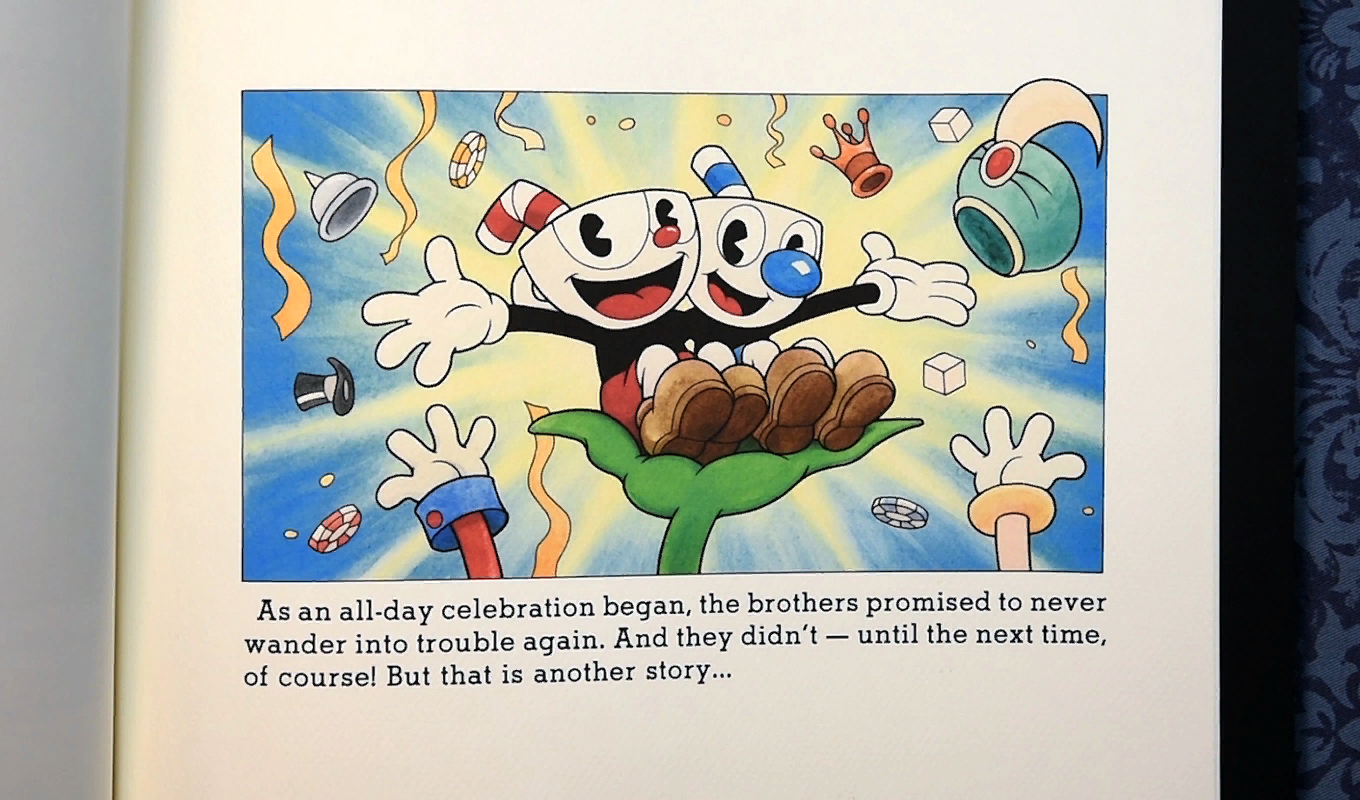 As an all-day celebration began, the brothers promised to never
wander into trouble again. And they didn't — until the next time,
of course! But that is another story...